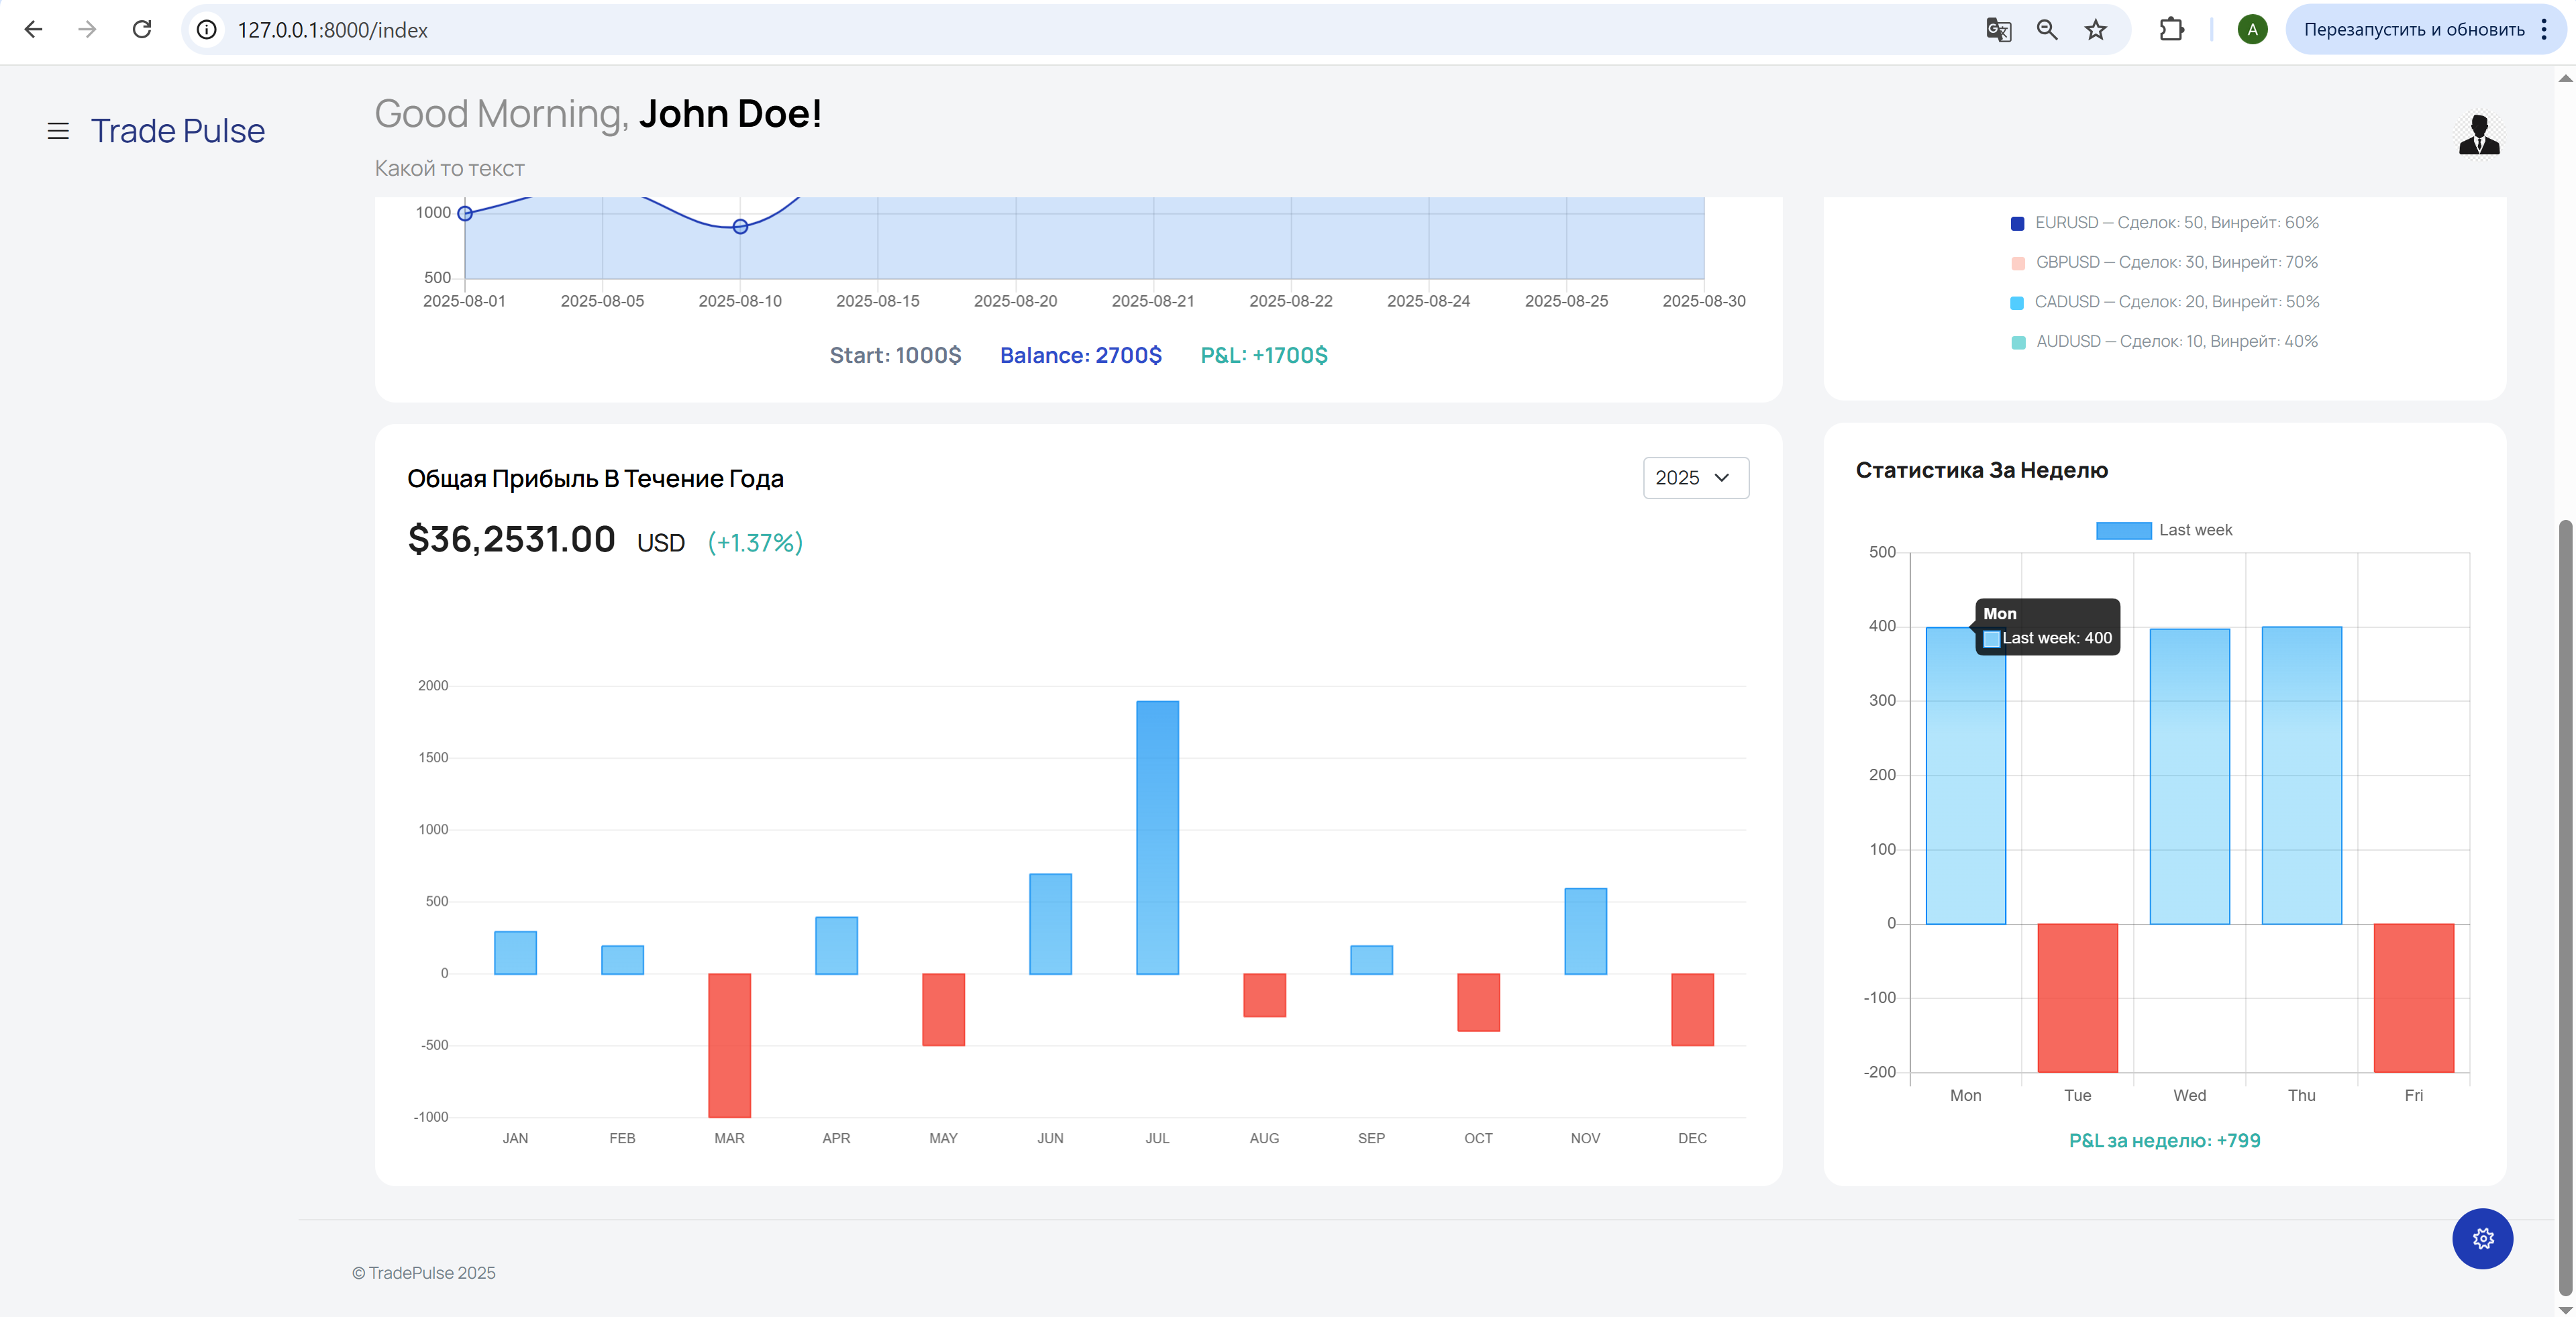 127.0.0.1:8000/index
A
Перезапустить и обновить
Trade Pulse
Good Morning, John Doe!
Какой то текст
1000
500
2025-08-01 2025-08-05 2025-08-10 2025-08-15 2025-08-20 2025-08-21 2025-08-22 2025-08-24 2025-08-25 2025-08-30
Start: 1000$ Balance: 2700$ P&L: +1700$
EURUSD — Сделок: 50, Винрейт: 60%
GBPUSD — Сделок: 30, Винрейт: 70%
CADUSD — Сделок: 20, Винрейт: 50%
AUDUSD — Сделок: 10, Винрейт: 40%
Общая Прибыль В Течение Года
2025
$36,2531.00 USD (+1.37%)
2000
1500
1000
500
0
-500
-1000
JAN FEB MAR APR MAY JUN JUL AUG SEP OCT NOV DEC
Статистика За Неделю
Last week
500
400
300
200
100
0
-100
-200
Mon
Last week: 400
Mon Tue Wed Thu Fri
P&L за неделю: +799
© TradePulse 2025